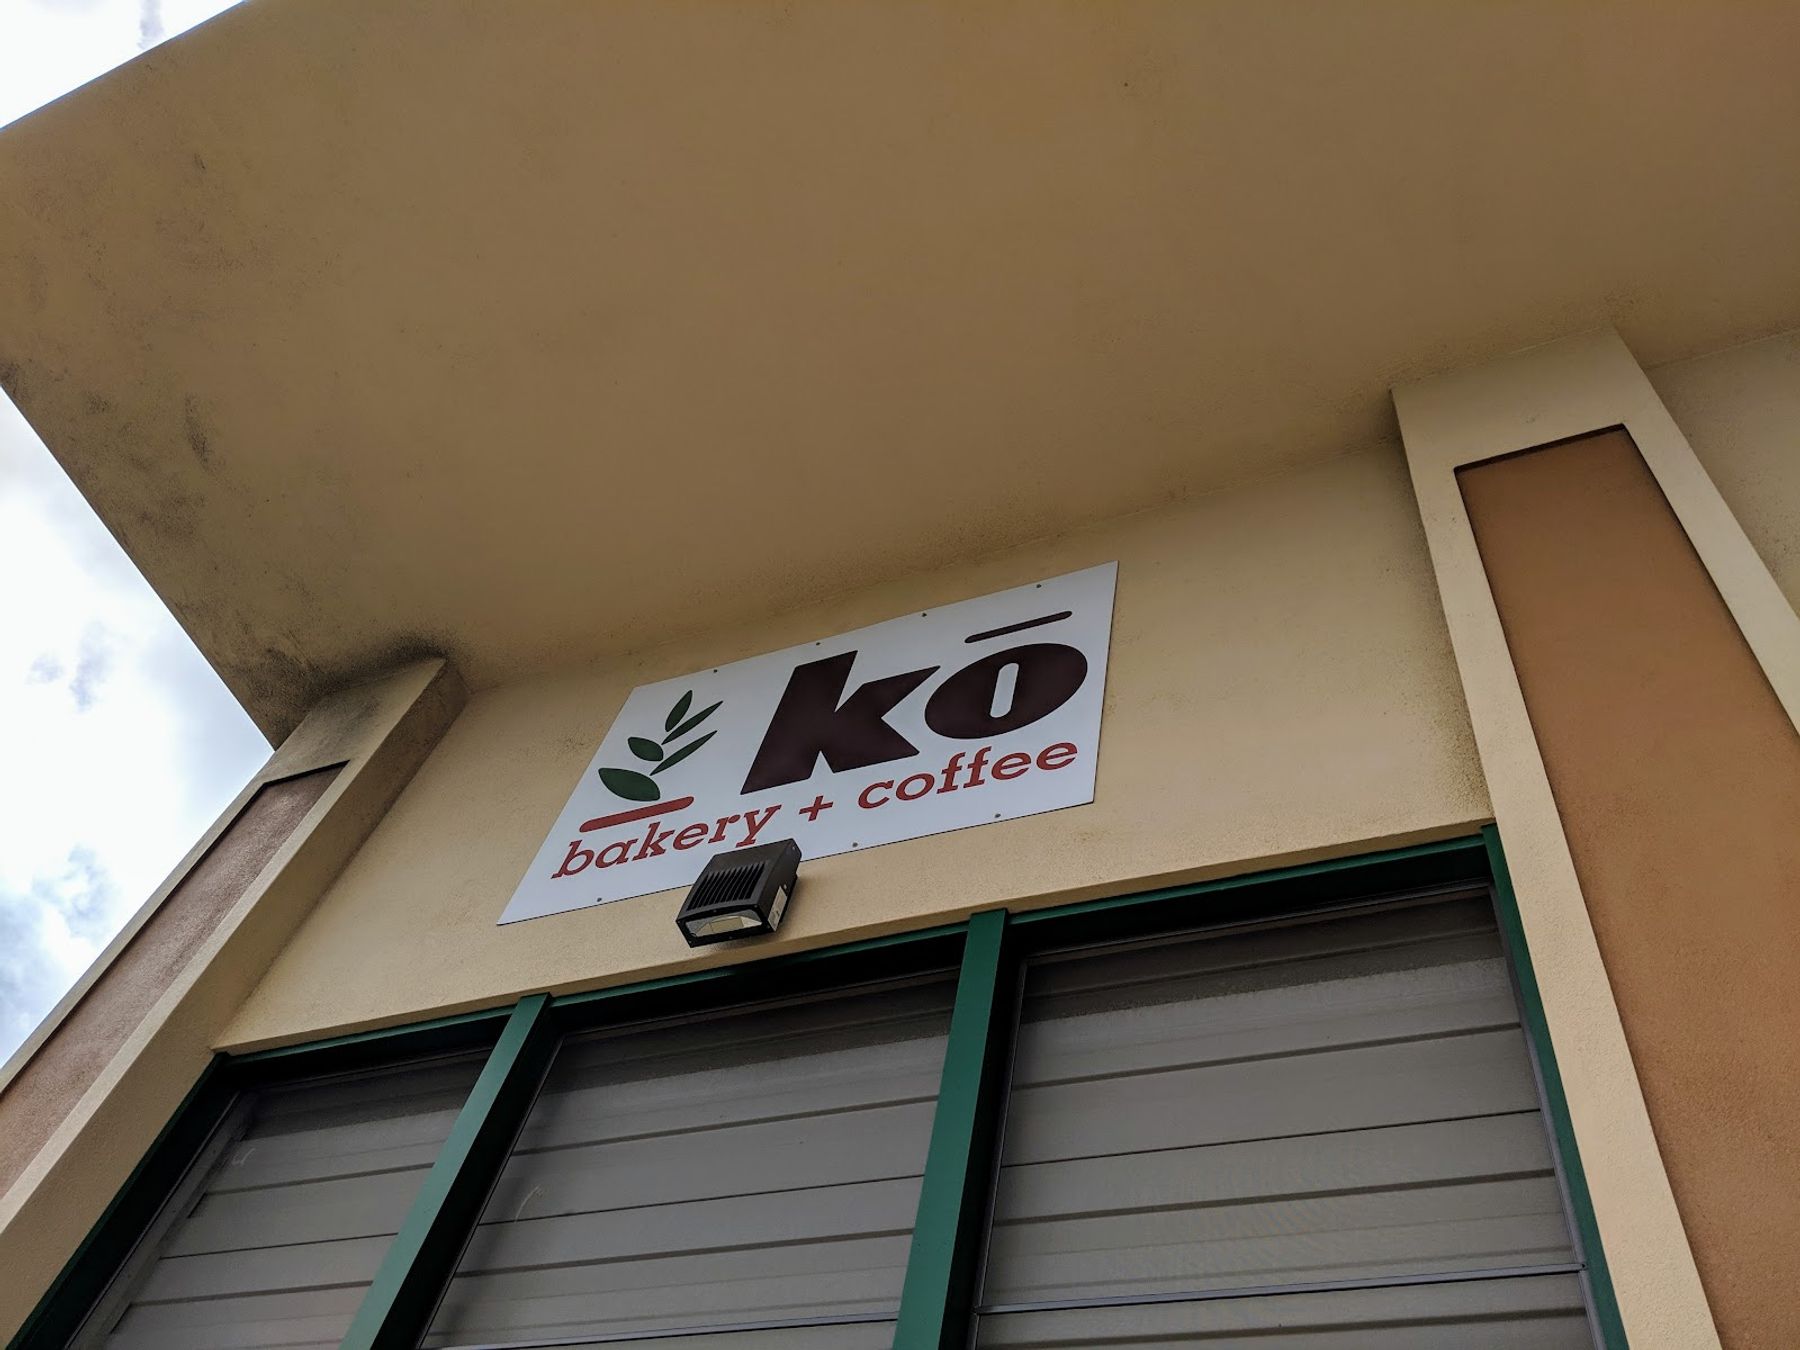 kō
bakery + coffee